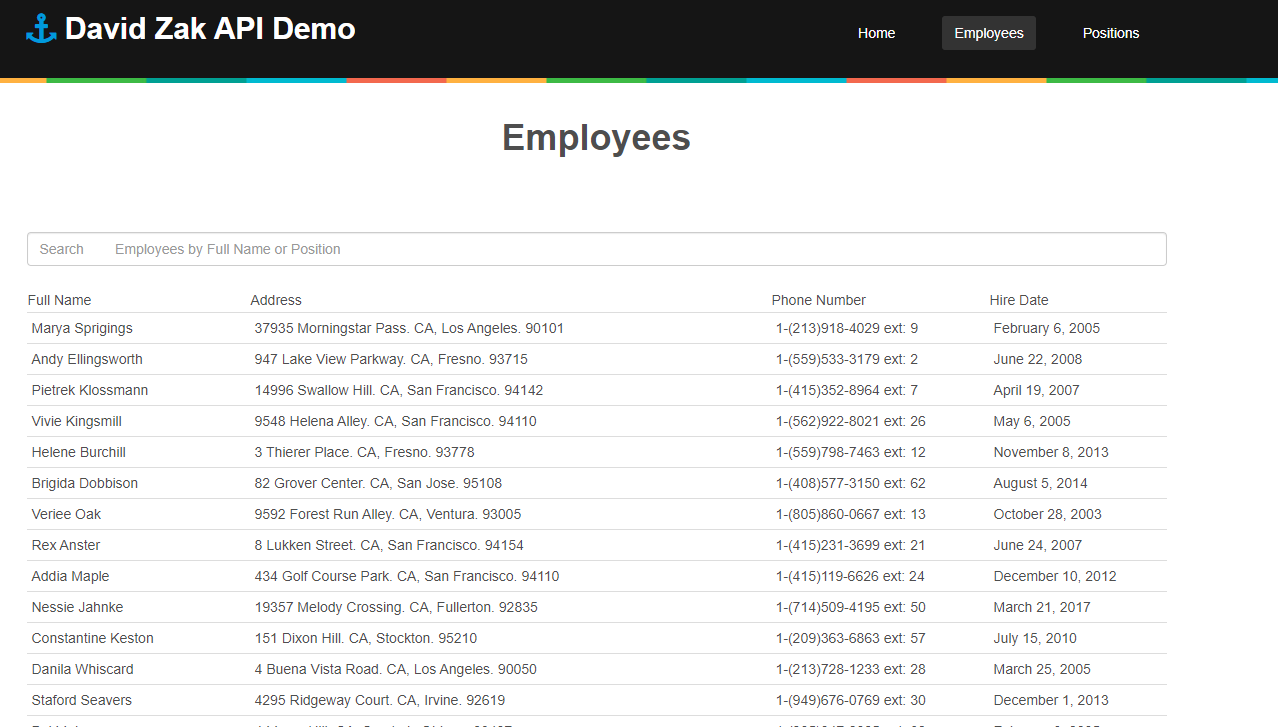 David Zak API Demo Home Employees Positions
Employees
Search Employees by Full Name or Position
Full Name Address Phone Number Hire Date
Marya Sprigings 37935 Morningstar Pass. CA, Los Angeles. 90101 1-(213)918-4029 ext: 9 February 6, 2005
Andy Ellingsworth 947 Lake View Parkway. CA, Fresno. 93715 1-(559)533-3179 ext: 2 June 22, 2008
Pietrek Klossmann 14996 Swallow Hill. CA, San Francisco. 94142 1-(415)352-8964 ext: 7 April 19, 2007
Vivie Kingsmill 9548 Helena Alley. CA, San Francisco. 94110 1-(562)922-8021 ext: 26 May 6, 2005
Helene Burchill 3 Thierer Place. CA, Fresno. 93778 1-(559)798-7463 ext: 12 November 8, 2013
Brigida Dobbison 82 Grover Center. CA, San Jose. 95108 1-(408)577-3150 ext: 62 August 5, 2014
Veriee Oak 9592 Forest Run Alley. CA, Ventura. 93005 1-(805)860-0667 ext: 13 October 28, 2003
Rex Anster 8 Lukken Street. CA, San Francisco. 94154 1-(415)231-3699 ext: 21 June 24, 2007
Addia Maple 434 Golf Course Park. CA, San Francisco. 94110 1-(415)119-6626 ext: 24 December 10, 2012
Nessie Jahnke 19357 Melody Crossing. CA, Fullerton. 92835 1-(714)509-4195 ext: 50 March 21, 2017
Constantine Keston 151 Dixon Hill. CA, Stockton. 95210 1-(209)363-6863 ext: 57 July 15, 2010
Danila Whiscard 4 Buena Vista Road. CA, Los Angeles. 90050 1-(213)728-1233 ext: 28 March 25, 2005
Staford Seavers 4295 Ridgeway Court. CA, Irvine. 92619 1-(949)676-0769 ext: 30 December 1, 2013